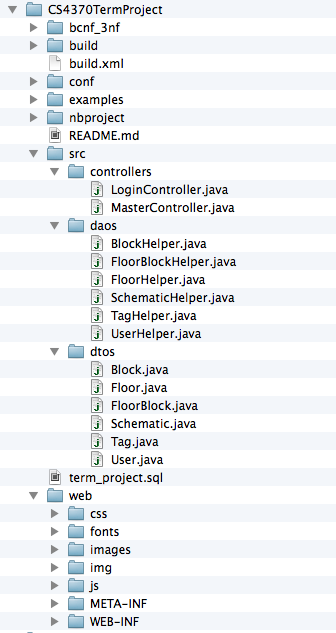 CS4370TermProject
bcnf_3nf
build
build.xml
conf
examples
nbproject
README.md
src
controllers
LoginController.java
MasterController.java
daos
BlockHelper.java
FloorBlockHelper.java
FloorHelper.java
SchematicHelper.java
TagHelper.java
UserHelper.java
dtos
Block.java
Floor.java
FloorBlock.java
Schematic.java
Tag.java
User.java
term_project.sql
web
css
fonts
images
img
js
META-INF
WEB-INF